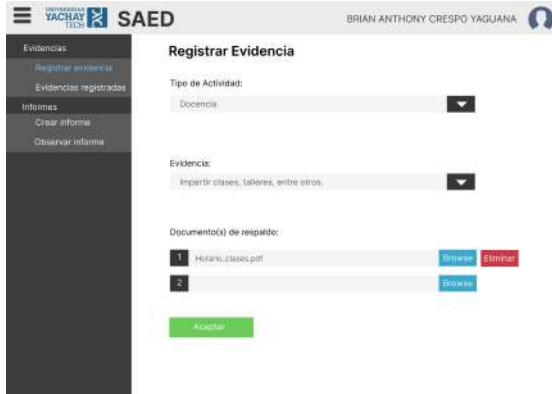 UNIVERSIDAD
YACHAY
TECH
SAED
BRIAN ANTHONY CRESPO YAGUANA
Evidencias
Registrar evidencia
Evidencias registradas
Informes
Crear informe
Observar informe
Registrar Evidencia
Tipo de Actividad:
Docencia
Evidencia:
Impartir clases, talleres, entre otros.
Documento(s) de respaldo:
1 Horario_clases.pdf Browse Eliminar
2 Browse
Aceptar